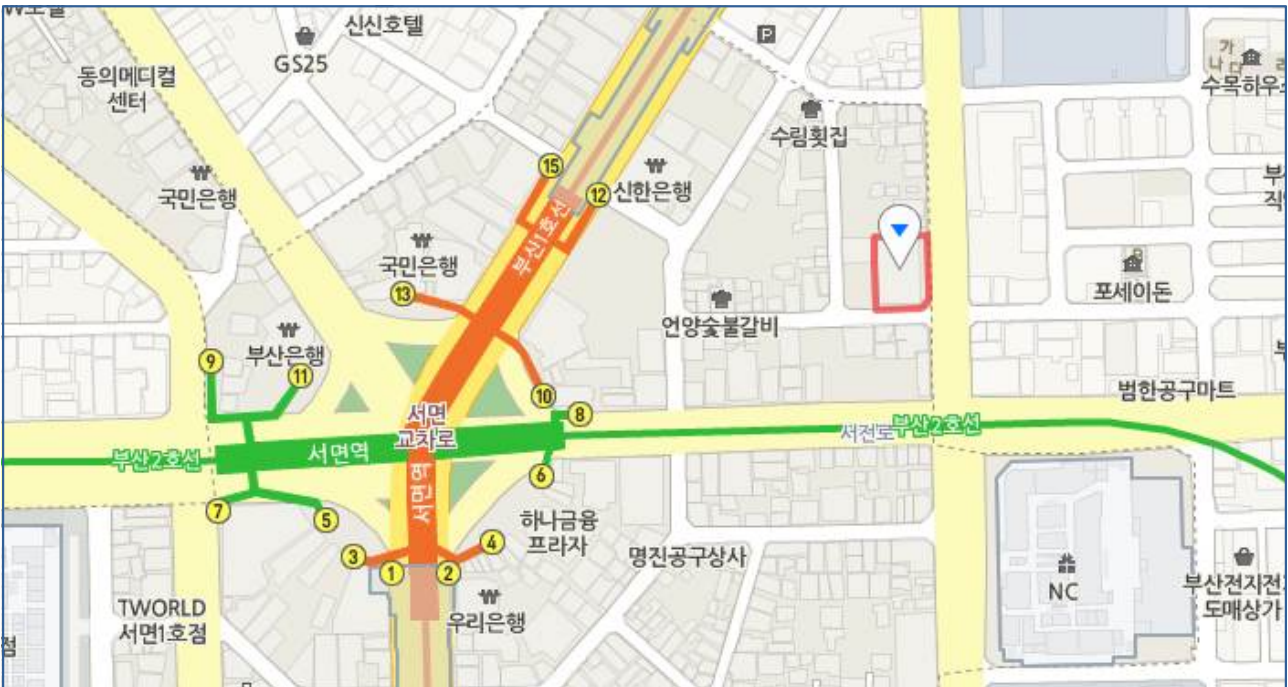 신신호텔
GS25
동의메디컬
센터
P
가
나 다
수목하우스
수림횟집
국민은행
15
12
신한은행
부산1호선
국민은행
13
포세이돈
언양숯불갈비
부산은행
9
11
10
8
범한공구마트
서면
교차로
서전로
부산2호선
부산2호선
서면역
서면역
6
7
5
하나금융
프라자
3
1
2
4
명진공구상사
우리은행
TWORLD
서면1호점
점
NC
부산전자전
도매상가